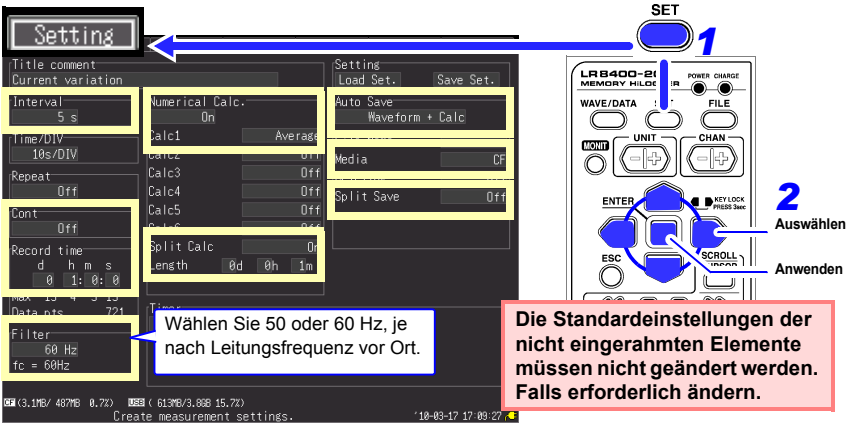 Setting
SET
1
Title comment
Current variation
Setting
Load Set. Save Set.
Interval
5 s
Numerical Calc.
On
Auto Save
Waveform + Calc
Time/DIV
10s/DIV
Calc1 Average
Calc2 Off
Media CF
Repeat
Off
Calc3 Off
Calc4 Off
Split Save Off
Cont
Off
Calc5 Off
Record time
d h m s
0 1: 0: 0
Split Calc On
Length 0d 0h 1m
Data pts 721
Timer
Filter
60 Hz
fc = 60Hz
Wählen Sie 50 oder 60 Hz, je
nach Leitungsfrequenz vor Ort.
CF (3.1MB/ 487MB 0.7%) USB ( 613MB/3.8GB 15.7%)
Create measurement settings. '10-03-17 17:09:27
MEMORY HiLOGGER
POWER CHARGE
WAVE/DATA SET FILE
MONIT UNIT CHAN
ENTER
KEY LOCK
PRESS 3sec
2
Auswählen
Anwenden
ESC
SCROLL
Die Standardeinstellungen der
nicht eingerahmten Elemente
müssen nicht geändert werden.
Falls erforderlich ändern.